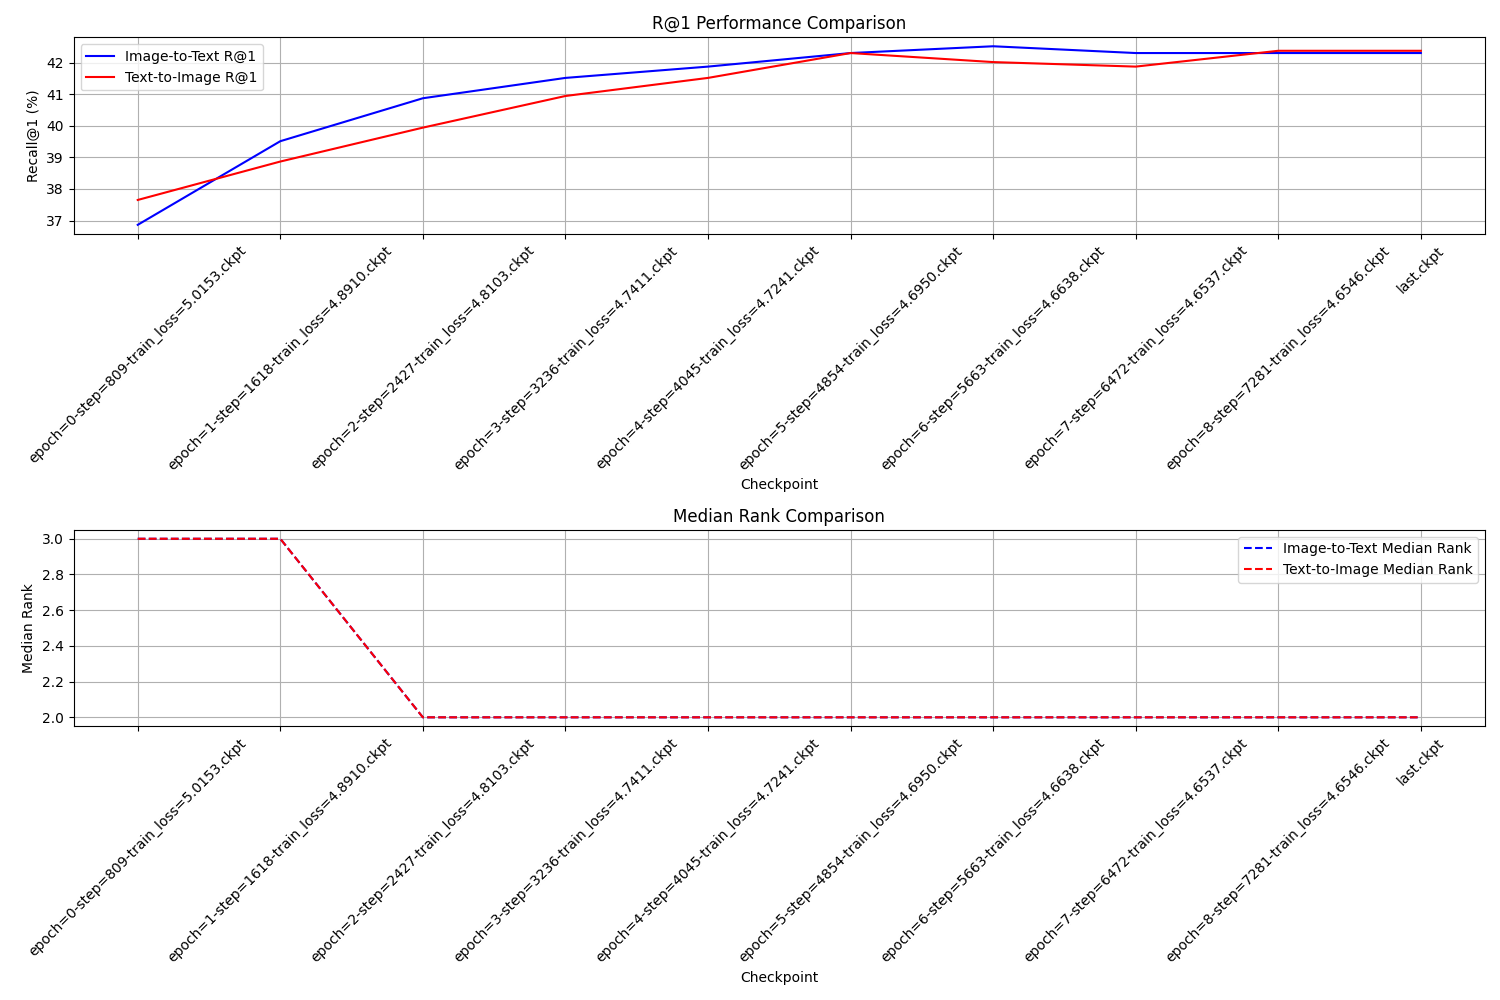 R@1 Performance Comparison
Image-to-Text R@1
Text-to-Image R@1
Recall@1 (%)
42
41
40
39
38
37
epoch=0-step=809-train_loss=5.0153.ckpt
epoch=1-step=1618-train_loss=4.8910.ckpt
epoch=2-step=2427-train_loss=4.8103.ckpt
epoch=3-step=3236-train_loss=4.7411.ckpt
epoch=4-step=4045-train_loss=4.7241.ckpt
epoch=5-step=4854-train_loss=4.6950.ckpt
epoch=6-step=5663-train_loss=4.6638.ckpt
epoch=7-step=6472-train_loss=4.6537.ckpt
epoch=8-step=7281-train_loss=4.6546.ckpt
last.ckpt
Checkpoint
Median Rank Comparison
Image-to-Text Median Rank
Text-to-Image Median Rank
Median Rank
3.0
2.8
2.6
2.4
2.2
2.0
epoch=0-step=809-train_loss=5.0153.ckpt
epoch=1-step=1618-train_loss=4.8910.ckpt
epoch=2-step=2427-train_loss=4.8103.ckpt
epoch=3-step=3236-train_loss=4.7411.ckpt
epoch=4-step=4045-train_loss=4.7241.ckpt
epoch=5-step=4854-train_loss=4.6950.ckpt
epoch=6-step=5663-train_loss=4.6638.ckpt
epoch=7-step=6472-train_loss=4.6537.ckpt
epoch=8-step=7281-train_loss=4.6546.ckpt
last.ckpt
Checkpoint